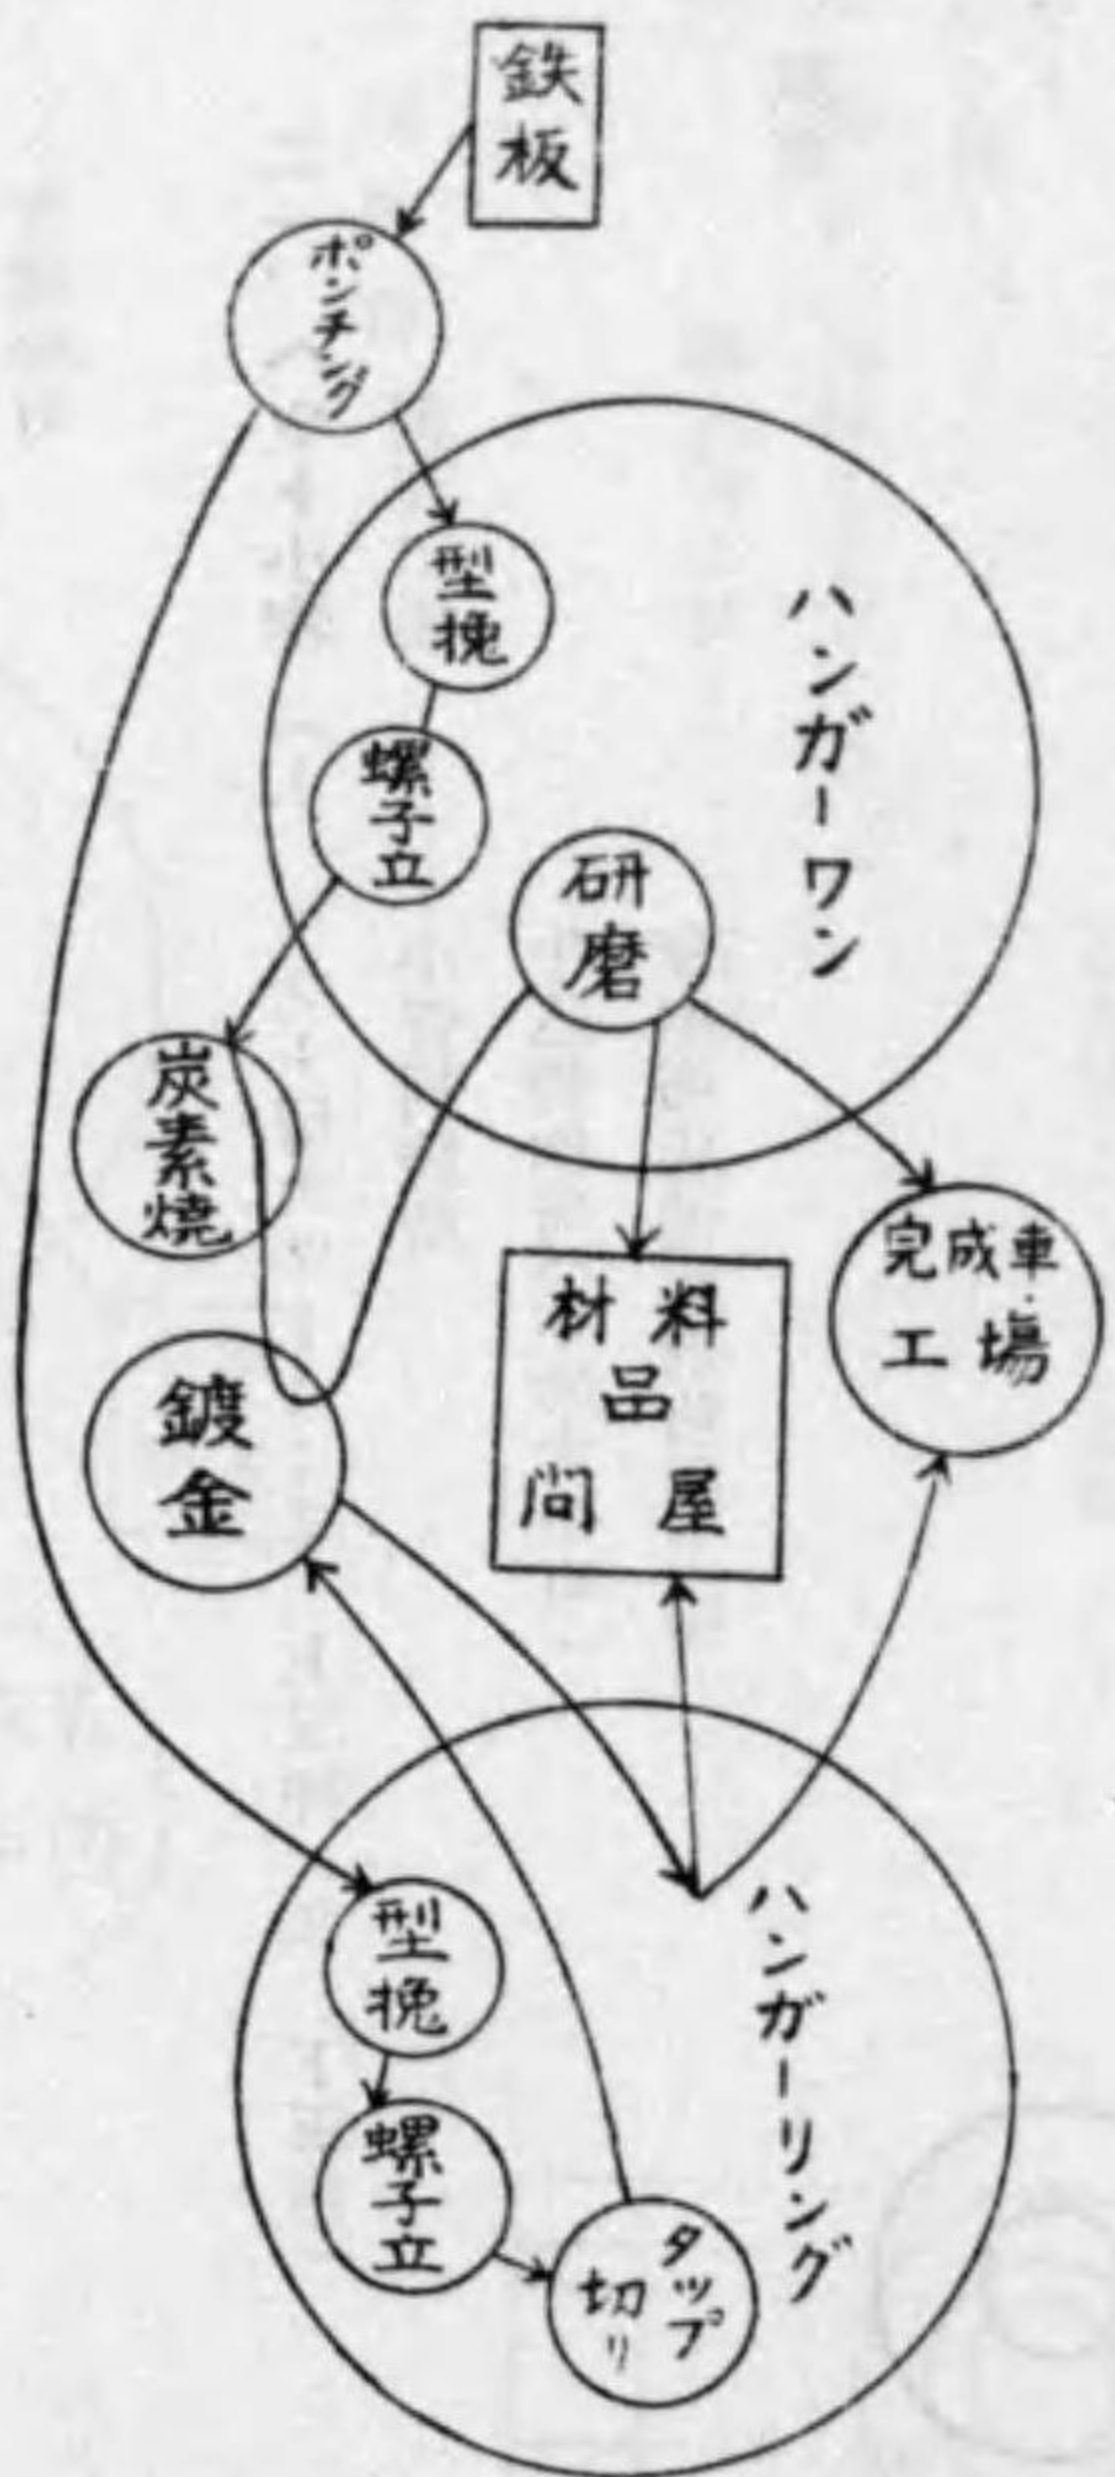 鉄板
ポンチング
型挽
螺子立
ハンガーワン
研磨
炭素焼
完成車
工場
材料
品
問屋
鍍金
型挽
螺子立
ハンガーリング
タップ
切リ